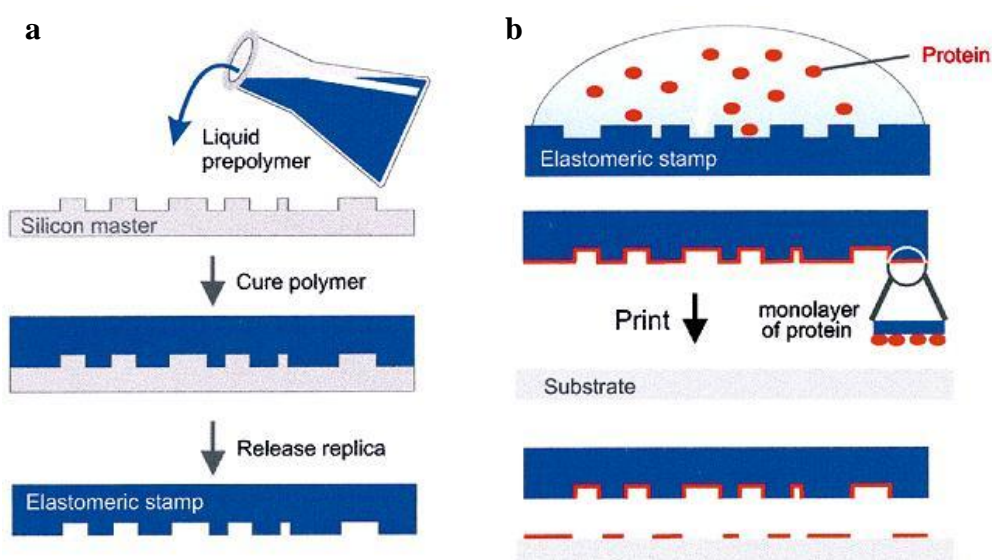 a
Liquid
prepolymer
Silicon master
Cure polymer
Release replica
Elastomeric stamp
b
Protein
Elastomeric stamp
Print
monolayer
of protein
Substrate